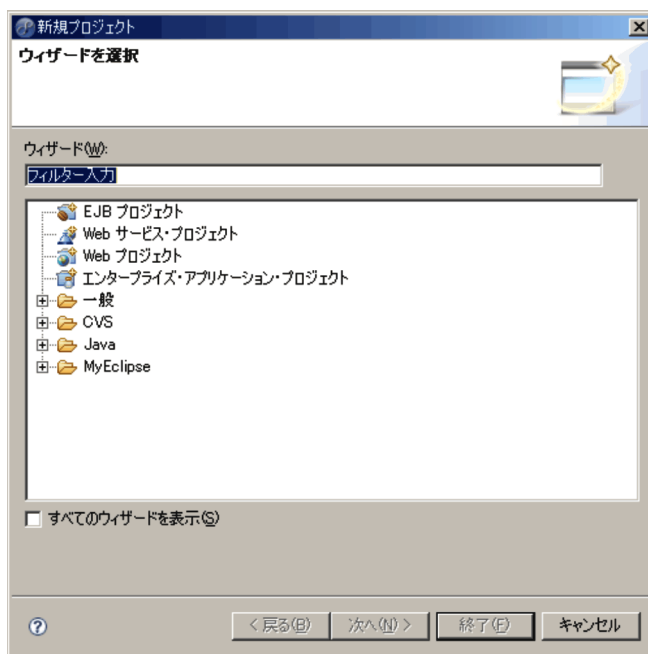 新規プロジェクト
ウィザードを選択
ウィザード(W):
フィルター入力
EJB プロジェクト
Web サービス・プロジェクト
Web プロジェクト
エンタープライズ・アプリケーション・プロジェクト
一般
CVS
Java
MyEclipse
すべてのウィザードを表示(S)
< 戻る(B) 次へ(N) > 終了(F) キャンセル